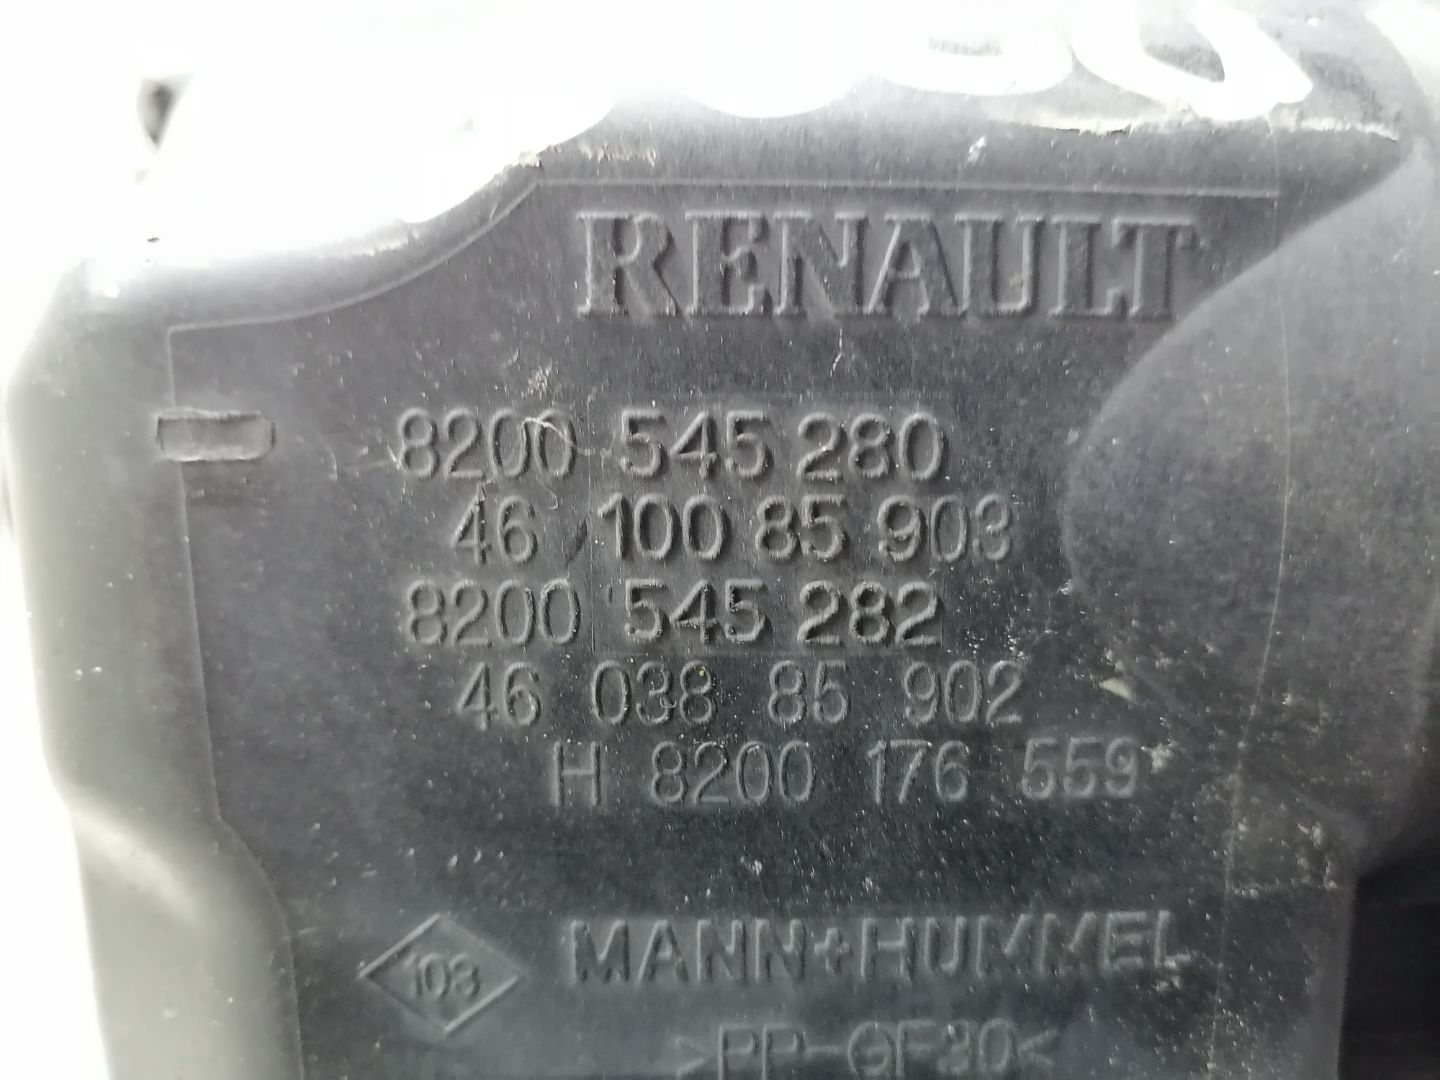 RENAULT
8200 545 280
46 100 85 903
8200 545 282
46 038 85 902
H 8200 176 559
MANN+HUMMEL
103
>PP-GF30<